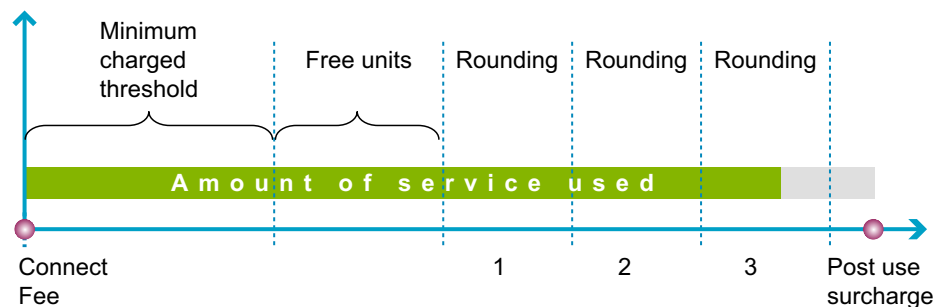 Minimum
charged
threshold
Free units
Rounding
Rounding
Rounding
Amount of service used
Connect
Fee
1
2
3
Post use
surcharge